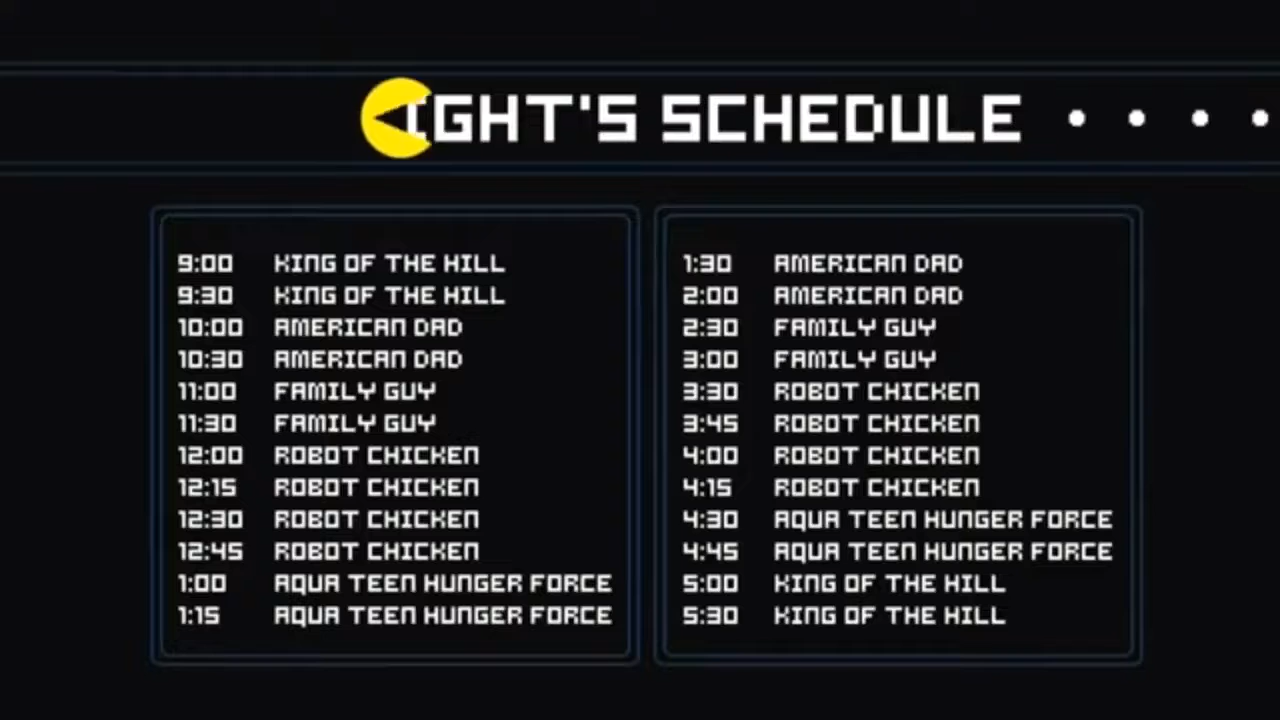 IGHT'S SCHEDULE
9:00 KING OF THE HILL
9:30 KING OF THE HILL
10:00 AMERICAN DAD
10:30 AMERICAN DAD
11:00 FAMILY GUY
11:30 FAMILY GUY
12:00 ROBOT CHICKEN
12:15 ROBOT CHICKEN
12:30 ROBOT CHICKEN
12:45 ROBOT CHICKEN
1:00 AQUA TEEN HUNGER FORCE
1:15 AQUA TEEN HUNGER FORCE
1:30 AMERICAN DAD
2:00 AMERICAN DAD
2:30 FAMILY GUY
3:00 FAMILY GUY
3:30 ROBOT CHICKEN
3:45 ROBOT CHICKEN
4:00 ROBOT CHICKEN
4:15 ROBOT CHICKEN
4:30 AQUA TEEN HUNGER FORCE
4:45 AQUA TEEN HUNGER FORCE
5:00 KING OF THE HILL
5:30 KING OF THE HILL